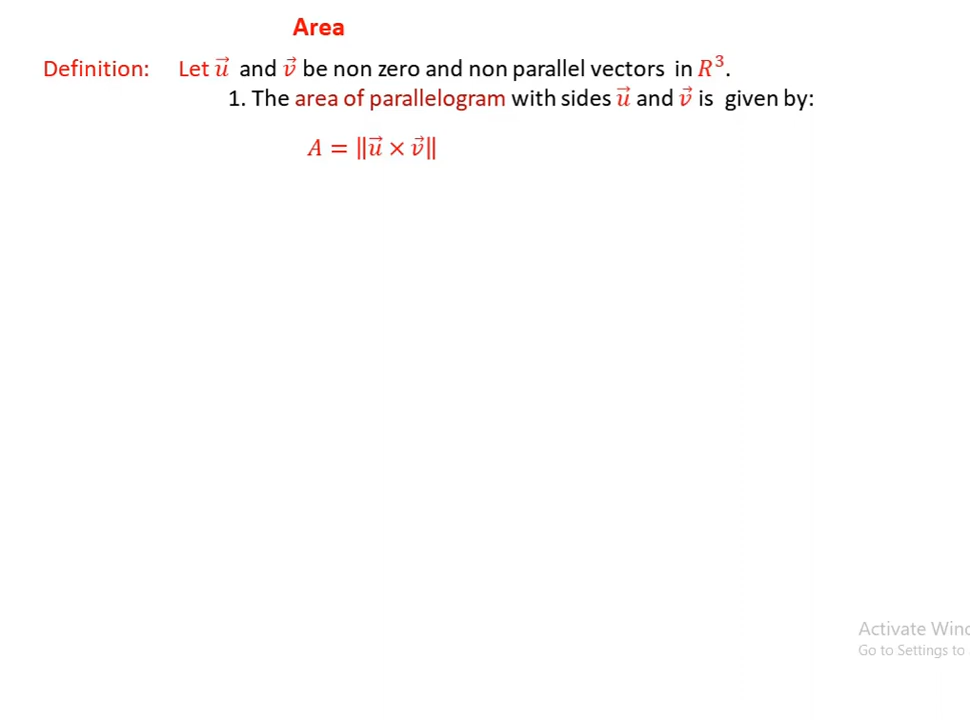 Area
Definition: Let u⃗ and v⃗ be non zero and non parallel vectors in R³.
1. The area of parallelogram with sides u⃗ and v⃗ is given by:
A = ‖u⃗ × v⃗‖
Activate Wind
Go to Settings to